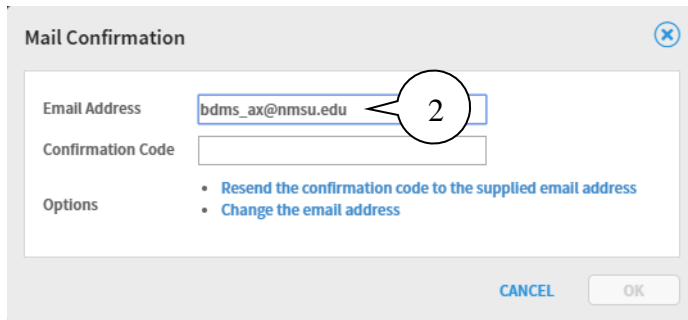 Mail Confirmation
Email Address bdms_ax@nmsu.edu 2
Confirmation Code
Options
• Resend the confirmation code to the supplied email address
• Change the email address
CANCEL OK